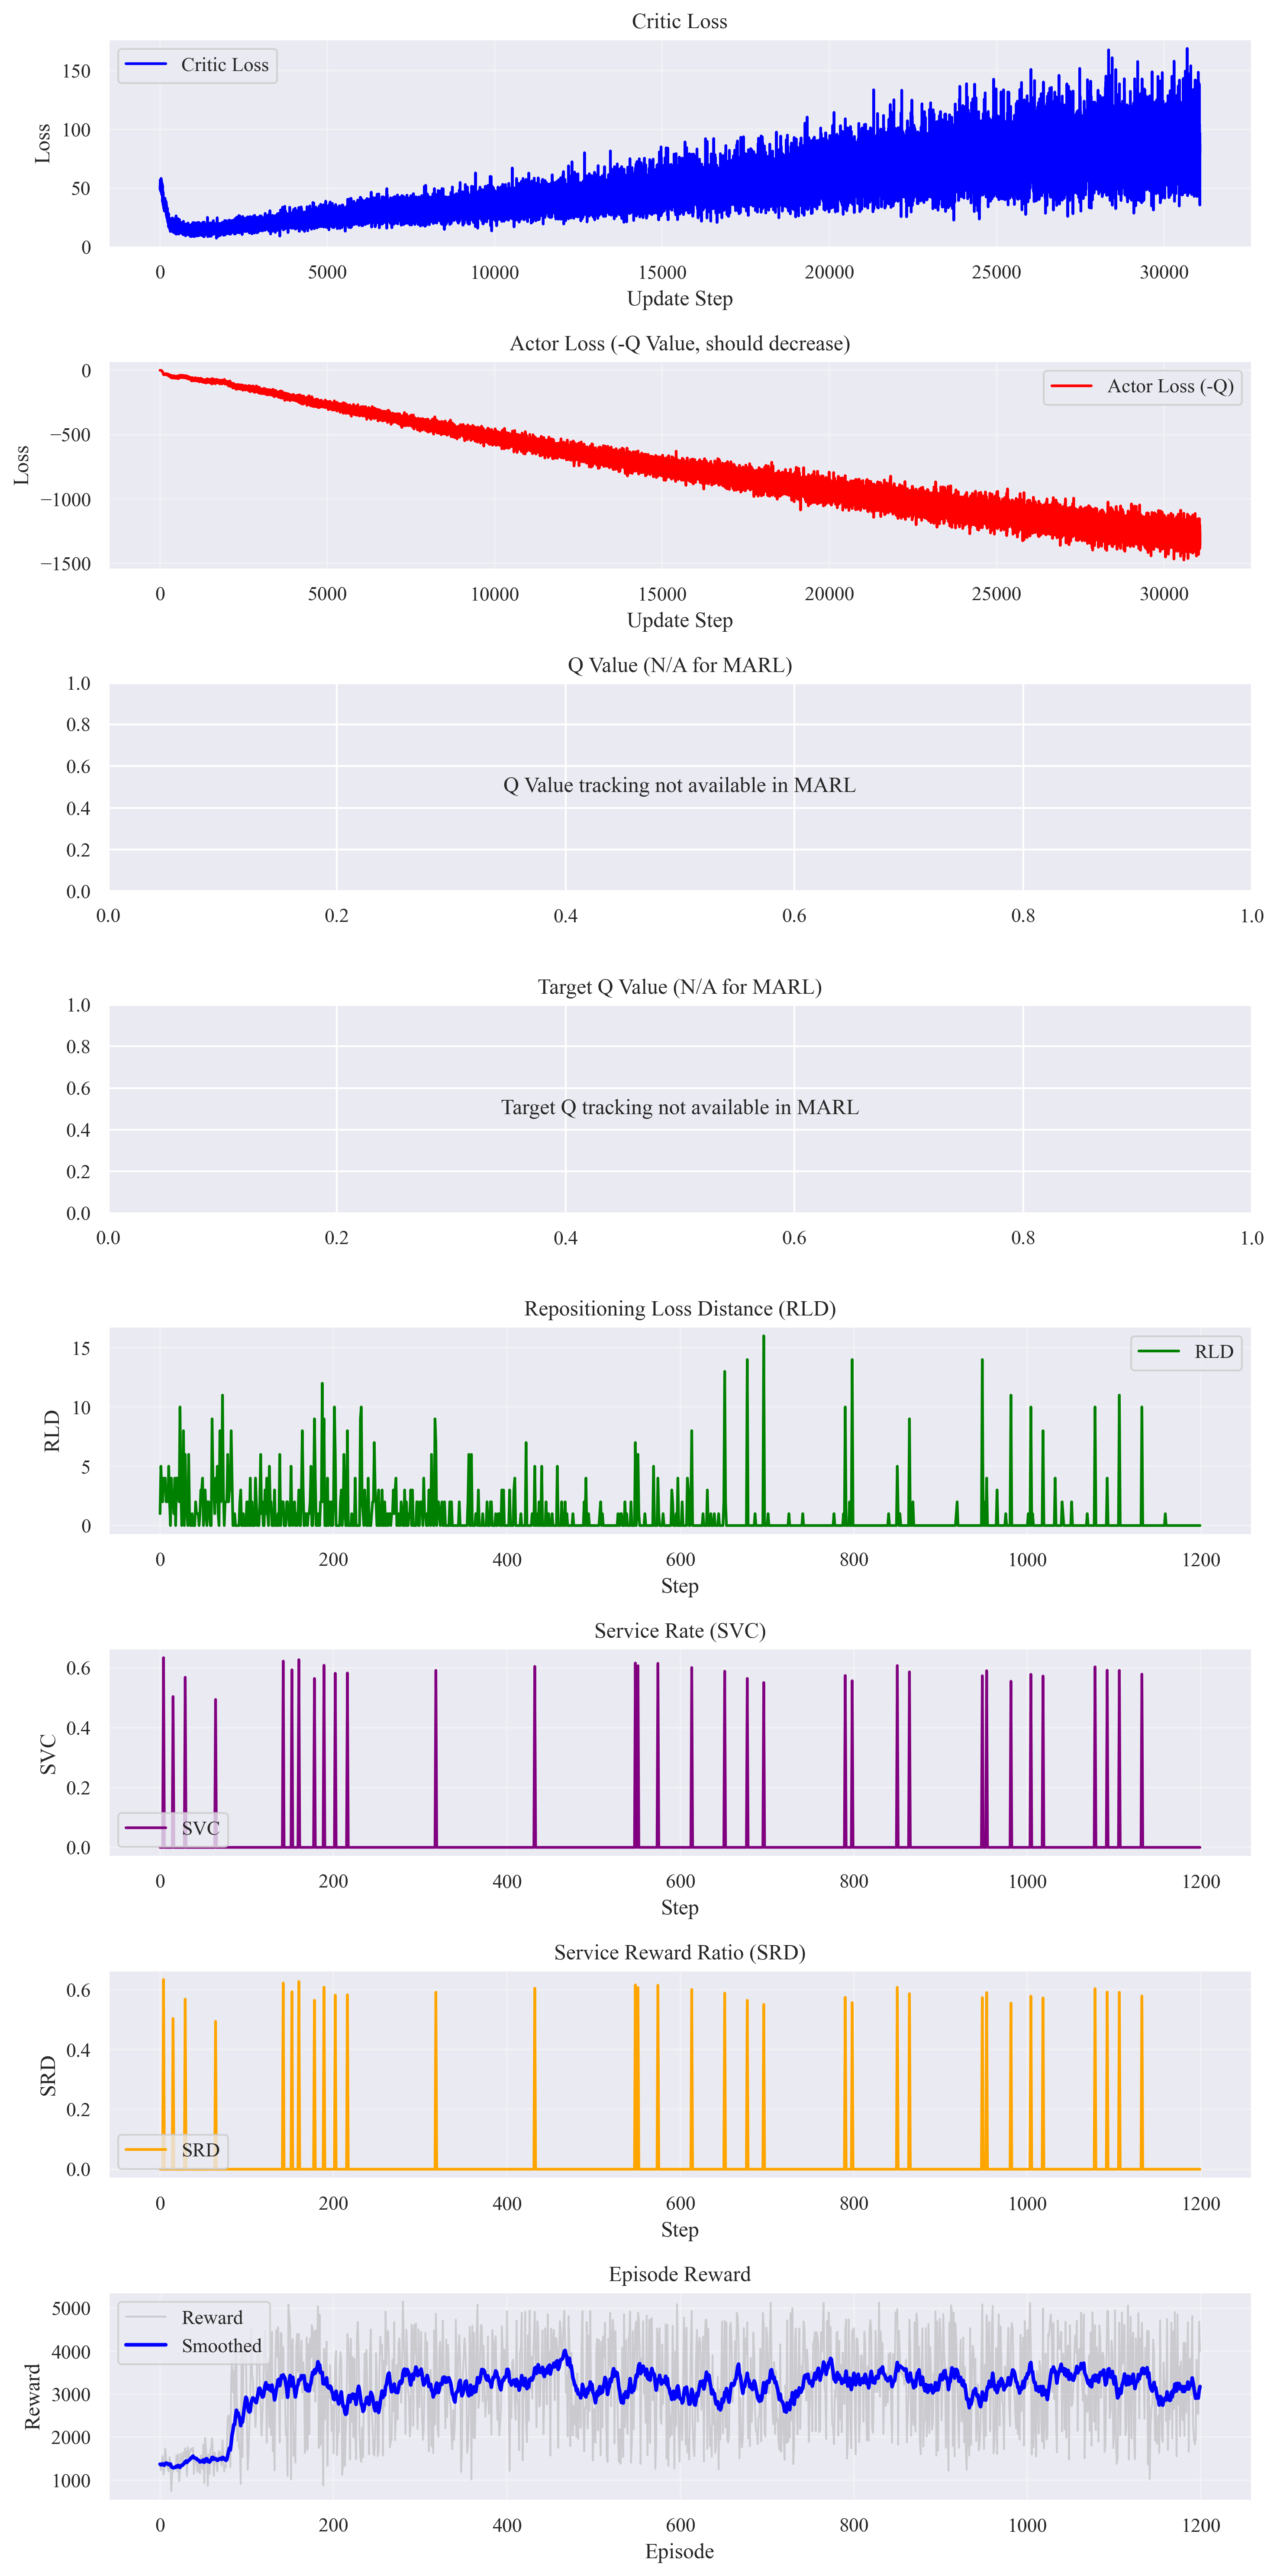 Critic Loss
Critic Loss
Loss
150
100
50
0
0 5000 10000 15000 20000 25000 30000
Update Step
Actor Loss (-Q Value, should decrease)
Actor Loss (-Q)
Loss
0
−500
−1000
−1500
0 5000 10000 15000 20000 25000 30000
Update Step
Q Value (N/A for MARL)
1.0
0.8
0.6
Q Value tracking not available in MARL
0.4
0.2
0.0
0.0 0.2 0.4 0.6 0.8 1.0
Target Q Value (N/A for MARL)
1.0
0.8
0.6
Target Q tracking not available in MARL
0.4
0.2
0.0
0.0 0.2 0.4 0.6 0.8 1.0
Repositioning Loss Distance (RLD)
RLD
RLD
15
10
5
0
0 200 400 600 800 1000 1200
Step
Service Rate (SVC)
SVC
0.6
0.4
0.2
0.0
SVC
0 200 400 600 800 1000 1200
Step
Service Reward Ratio (SRD)
SRD
0.6
0.4
0.2
0.0
SRD
0 200 400 600 800 1000 1200
Step
Episode Reward
Reward
Smoothed
Reward
5000
4000
3000
2000
1000
0 200 400 600 800 1000 1200
Episode